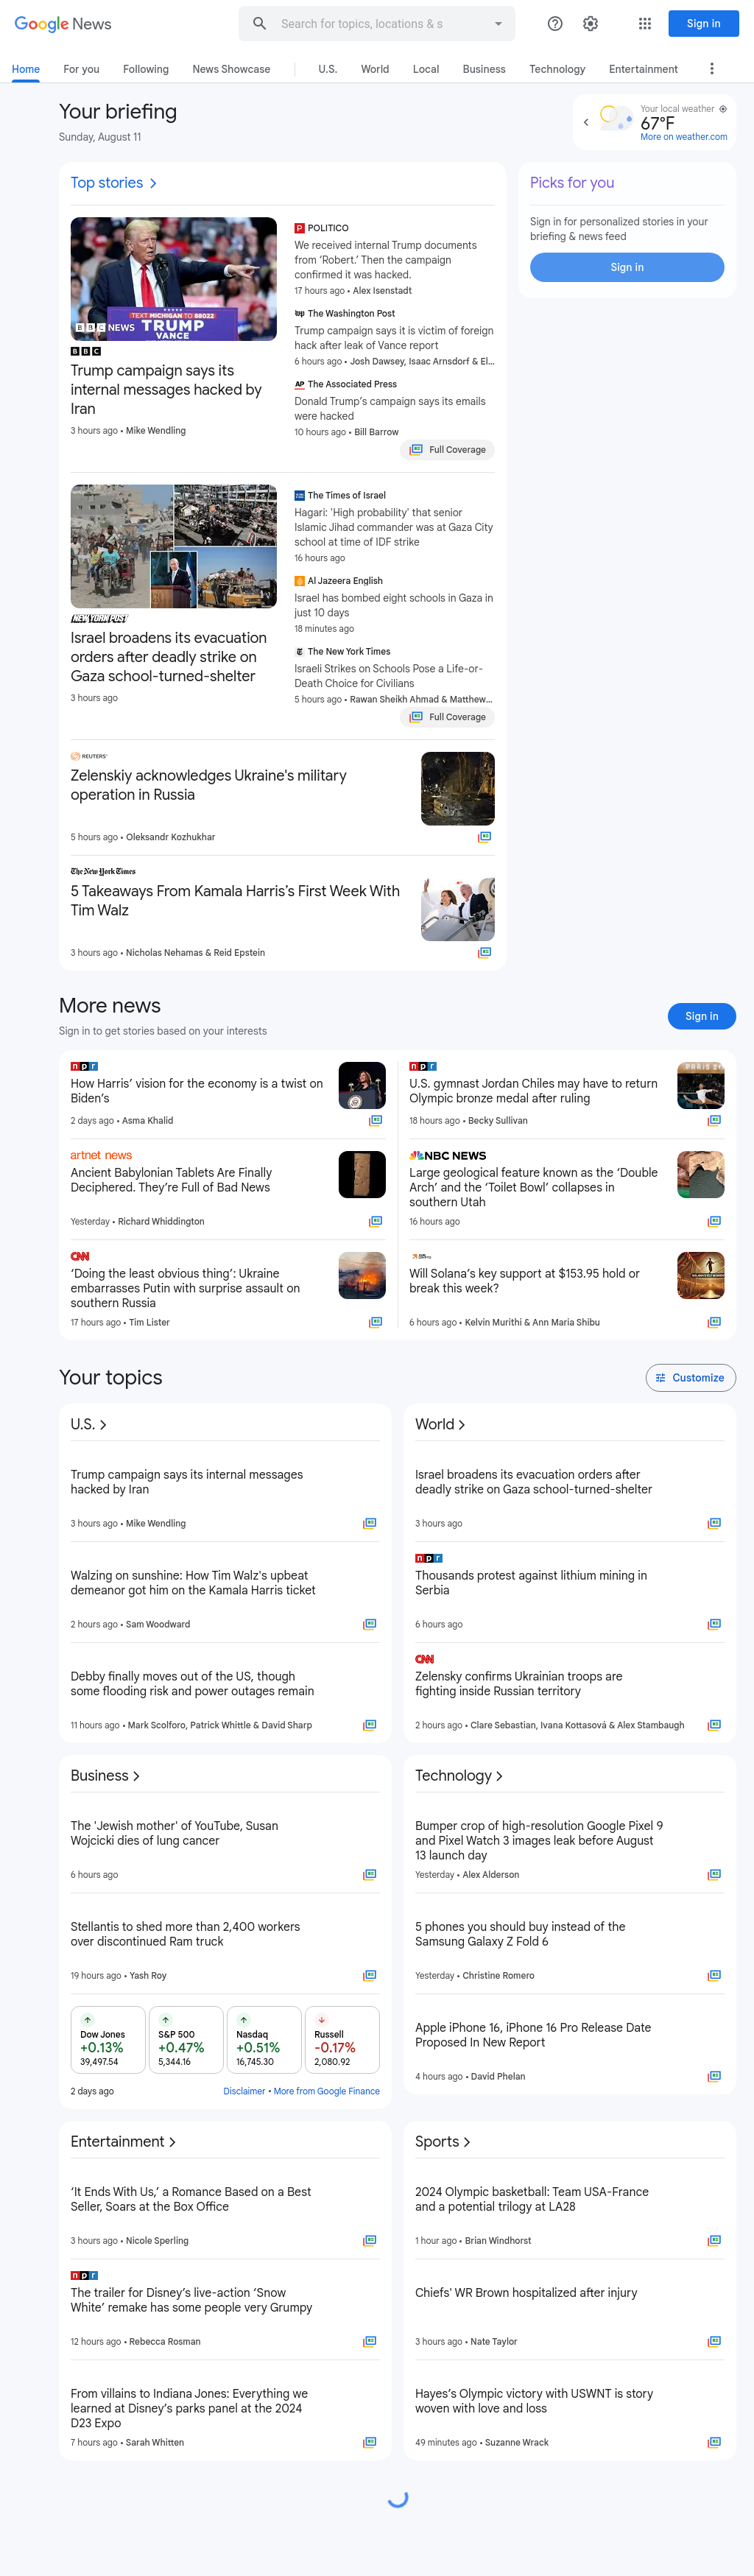 Google News
Search for topics, locations & s
Sign in
Home
For you
Following
News Showcase
U.S.
World
Local
Business
Technology
Entertainment
Your briefing
Sunday, August 11
Your local weather
67°F
More on weather.com
Top stories
TEXT MICHIGAN TO 88022
TRUMP
VANCE
BBC NEWS
BBC
Trump campaign says its
internal messages hacked by
Iran
3 hours ago • Mike Wendling
POLITICO
We received internal Trump documents
from ‘Robert.’ Then the campaign
confirmed it was hacked.
17 hours ago • Alex Isenstadt
The Washington Post
Trump campaign says it is victim of foreign
hack after leak of Vance report
6 hours ago • Josh Dawsey, Isaac Arnsdorf & El...
AP The Associated Press
Donald Trump’s campaign says its emails
were hacked
10 hours ago • Bill Barrow
Full Coverage
NEW YORK POST
Israel broadens its evacuation
orders after deadly strike on
Gaza school-turned-shelter
3 hours ago
The Times of Israel
Hagari: 'High probability' that senior
Islamic Jihad commander was at Gaza City
school at time of IDF strike
16 hours ago
Al Jazeera English
Israel has bombed eight schools in Gaza in
just 10 days
18 minutes ago
The New York Times
Israeli Strikes on Schools Pose a Life-or-
Death Choice for Civilians
5 hours ago • Rawan Sheikh Ahmad & Matthew...
Full Coverage
REUTERS
Zelenskiy acknowledges Ukraine's military
operation in Russia
5 hours ago • Oleksandr Kozhukhar
The New York Times
5 Takeaways From Kamala Harris’s First Week With
Tim Walz
3 hours ago • Nicholas Nehamas & Reid Epstein
Picks for you
Sign in for personalized stories in your
briefing & news feed
Sign in
More news
Sign in to get stories based on your interests
Sign in
npr
How Harris’ vision for the economy is a twist on
Biden’s
2 days ago • Asma Khalid
artnet news
Ancient Babylonian Tablets Are Finally
Deciphered. They’re Full of Bad News
Yesterday • Richard Whiddington
CNN
‘Doing the least obvious thing’: Ukraine
embarrasses Putin with surprise assault on
southern Russia
17 hours ago • Tim Lister
npr
U.S. gymnast Jordan Chiles may have to return
Olympic bronze medal after ruling
18 hours ago • Becky Sullivan
NBC NEWS
Large geological feature known as the ‘Double
Arch’ and the ‘Toilet Bowl’ collapses in
southern Utah
16 hours ago
Will Solana’s key support at $153.95 hold or
break this week?
6 hours ago • Kelvin Murithi & Ann Maria Shibu
Your topics
Customize
U.S.
Trump campaign says its internal messages
hacked by Iran
3 hours ago • Mike Wendling
Walzing on sunshine: How Tim Walz's upbeat
demeanor got him on the Kamala Harris ticket
2 hours ago • Sam Woodward
Debby finally moves out of the US, though
some flooding risk and power outages remain
11 hours ago • Mark Scolforo, Patrick Whittle & David Sharp
World
Israel broadens its evacuation orders after
deadly strike on Gaza school-turned-shelter
3 hours ago
npr
Thousands protest against lithium mining in
Serbia
6 hours ago
CNN
Zelensky confirms Ukrainian troops are
fighting inside Russian territory
2 hours ago • Clare Sebastian, Ivana Kottasová & Alex Stambaugh
Business
The 'Jewish mother' of YouTube, Susan
Wojcicki dies of lung cancer
6 hours ago
Stellantis to shed more than 2,400 workers
over discontinued Ram truck
19 hours ago • Yash Roy
Dow Jones
+0.13%
39,497.54
S&P 500
+0.47%
5,344.16
Nasdaq
+0.51%
16,745.30
Russell
-0.17%
2,080.92
2 days ago
Disclaimer • More from Google Finance
Technology
Bumper crop of high-resolution Google Pixel 9
and Pixel Watch 3 images leak before August
13 launch day
Yesterday • Alex Alderson
5 phones you should buy instead of the
Samsung Galaxy Z Fold 6
Yesterday • Christine Romero
Apple iPhone 16, iPhone 16 Pro Release Date
Proposed In New Report
4 hours ago • David Phelan
Entertainment
‘It Ends With Us,’ a Romance Based on a Best
Seller, Soars at the Box Office
3 hours ago • Nicole Sperling
npr
The trailer for Disney’s live-action ‘Snow
White’ remake has some people very Grumpy
12 hours ago • Rebecca Rosman
From villains to Indiana Jones: Everything we
learned at Disney’s parks panel at the 2024
D23 Expo
7 hours ago • Sarah Whitten
Sports
2024 Olympic basketball: Team USA-France
and a potential trilogy at LA28
1 hour ago • Brian Windhorst
Chiefs' WR Brown hospitalized after injury
3 hours ago • Nate Taylor
Hayes’s Olympic victory with USWNT is story
woven with love and loss
49 minutes ago • Suzanne Wrack